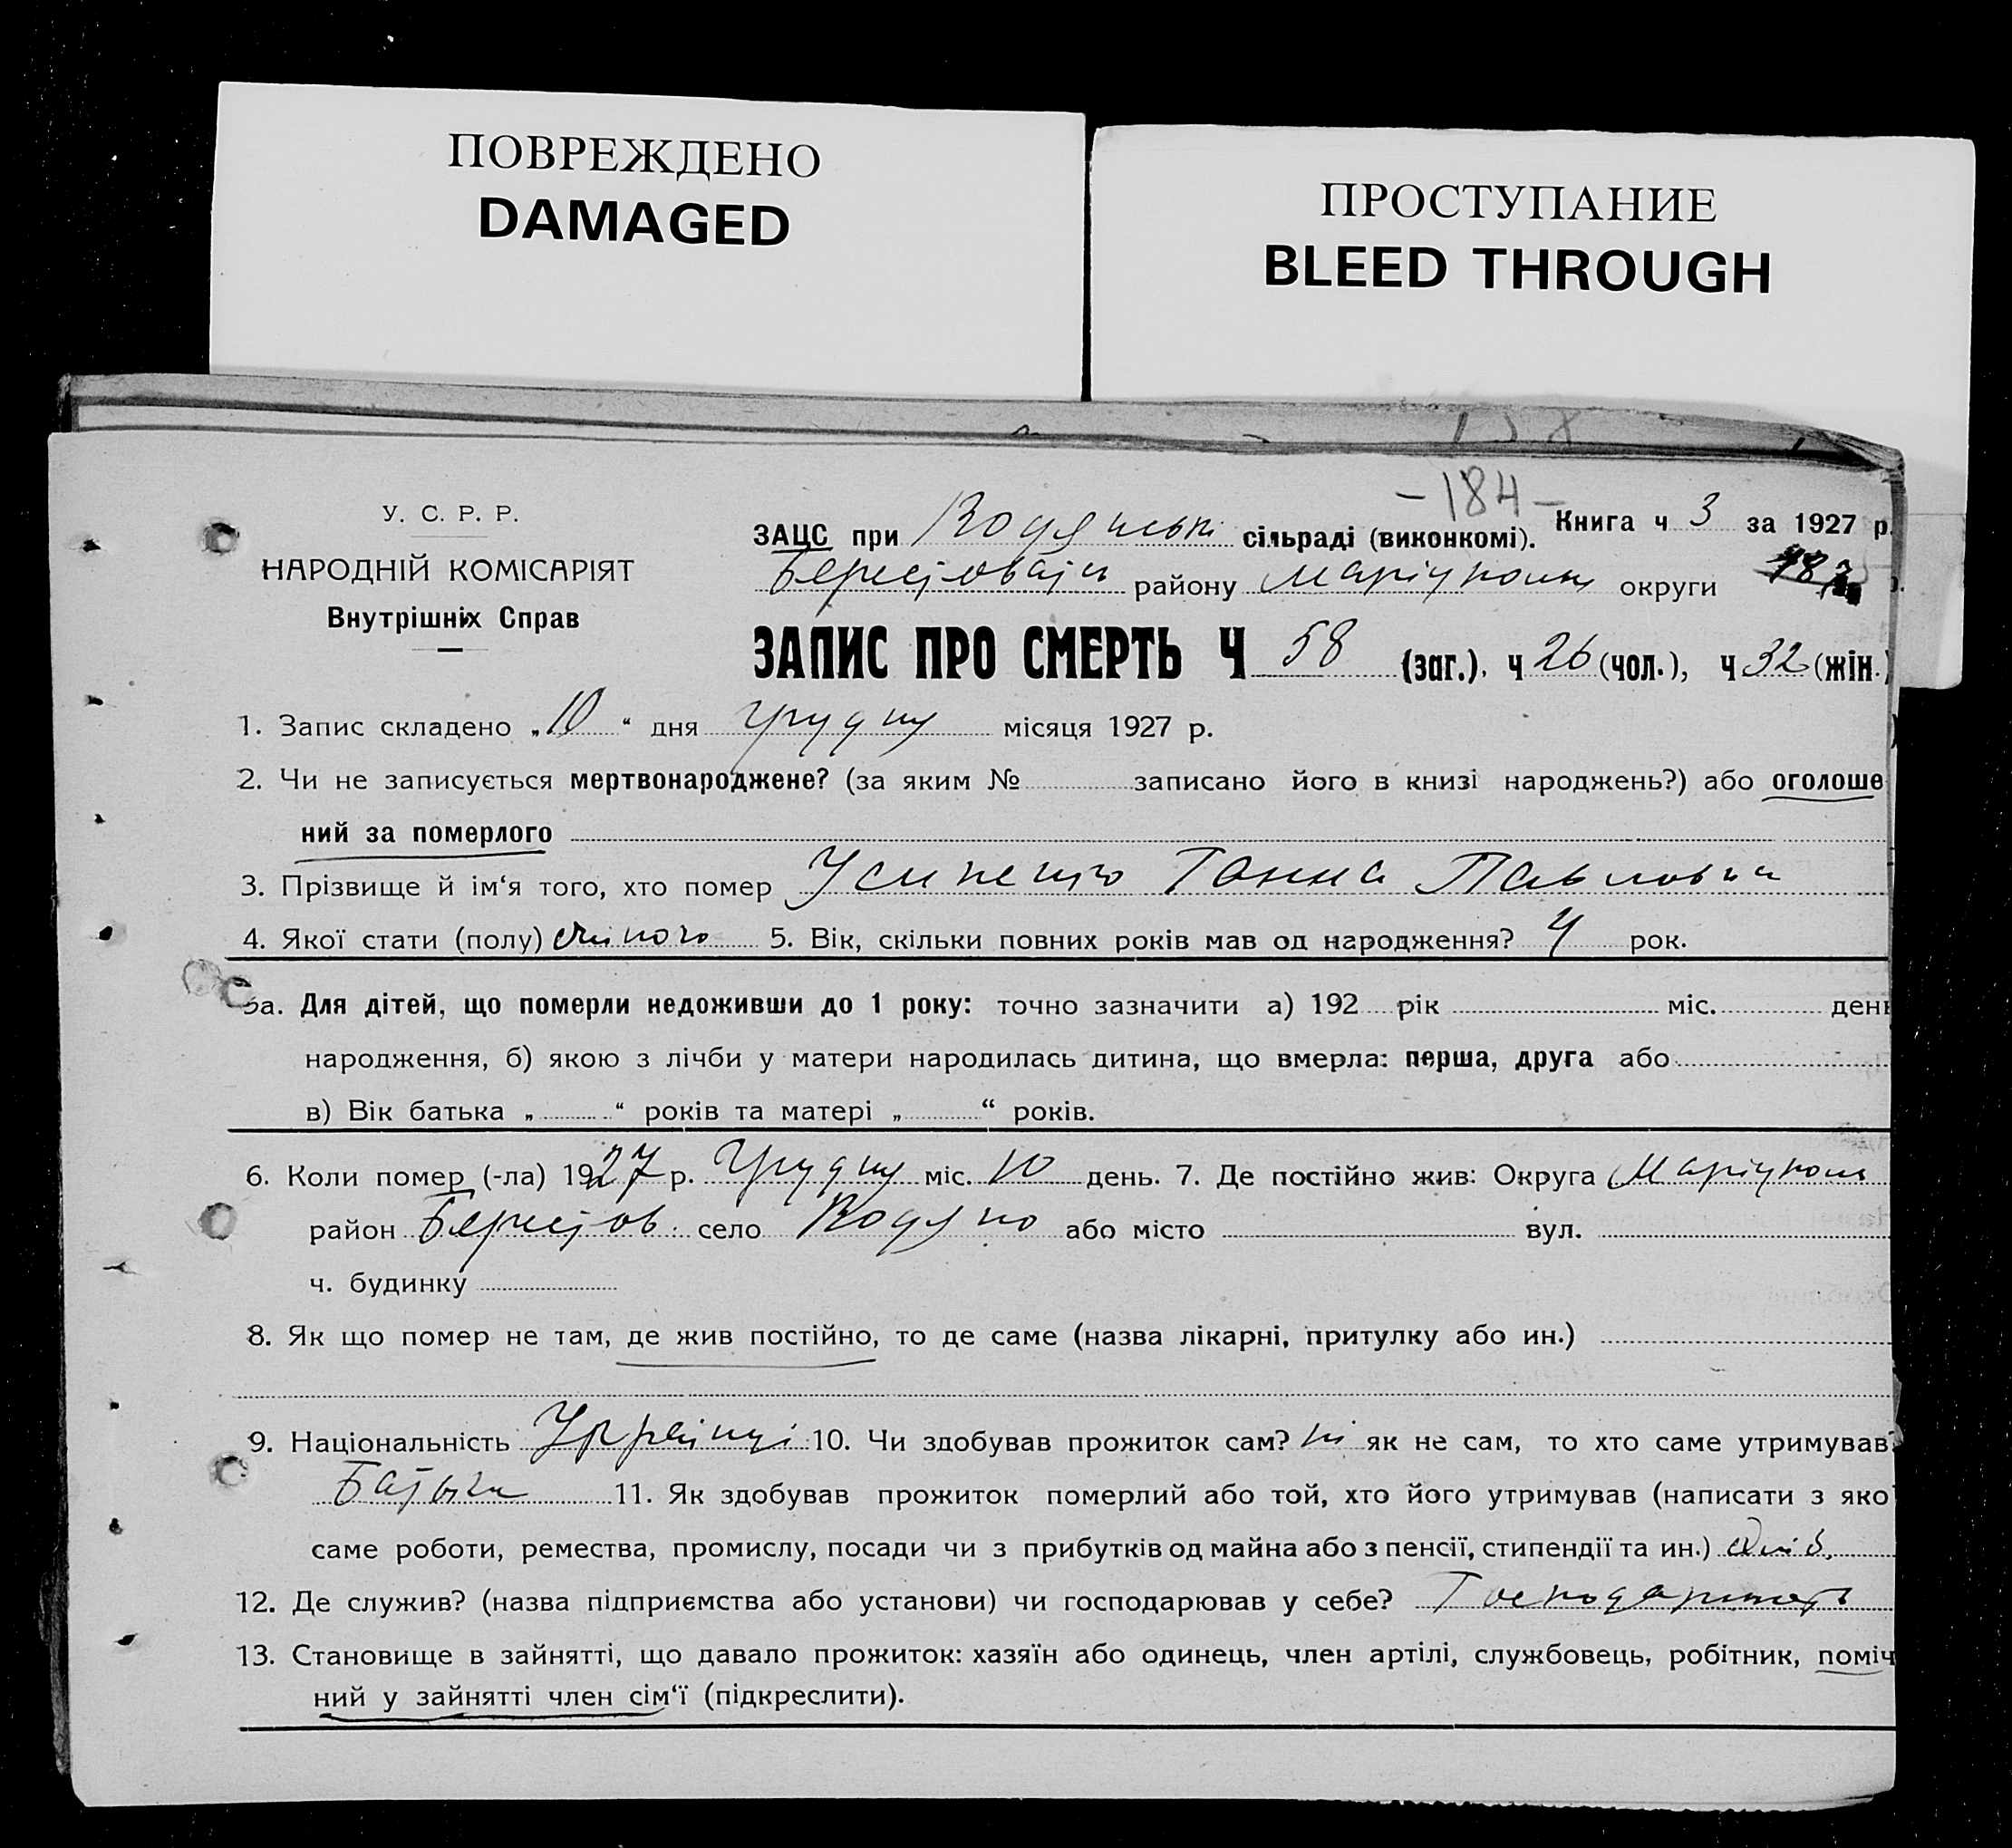 ПОВРЕЖДЕНО
DAMAGED
ПРОСТУПАНИЕ
BLEED THROUGH
-184-
У. С. Р. Р.
НАРОДНІЙ КОМІСАРІЯТ
Внутрішніх Справ
Книга ч 3 за 1927 р.
ЗАЦС при Водянські сільраді (виконкомі).
району округи
ЗАПИС ПРО СМЕРТЬ Ч 58 (заг.), ч 26 (чол.), ч 32 (жін.)
1. Запис складено „10“ дня грудня місяця 1927 р.
2. Чи не записується мертвонароджене? (за яким № записано його в книзі народжень?) або оголоше
ний за померлого
3. Прізвище й ім‘я того, хто помер Ганна Павловна
4. Якої стати (полу) 5. Вік, скільки повних років мав од народження? 4 рок.
5а. Для дітей, що померли недоживши до 1 року: точно зазначити а) 192 рік міс. день
народження, б) якою з лічби у матери народилась дитина, що вмерла: перша, друга або
в) Вік батька „ “ років та матері „ “ років.
6. Коли помер (-ла) 1927 р. Грудня міс. 10 день. 7. Де постійно жив: Округа Маріуполь
район Берестов. село Водяно або місто вул.
ч. будинку
8. Як що помер не там, де жив постійно, то де саме (назва лікарні, притулку або ин.)
9. Національність 10. Чи здобував прожиток сам? ні як не сам, то хто саме утримував
Батьки 11. Як здобував прожиток померлий або той, хто його утримував (написати з якої
саме роботи, ремества, промислу, посади чи з прибутків од майна або з пенсії, стипендії та ин.)
12. Де служив? (назва підприємства або установи) чи господарював у себе?
13. Становище в зайнятті, що давало прожиток: хазяїн або одинець, член артілі, службовець, робітник, поміч
ний у зайнятті член сім‘ї (підкреслити).